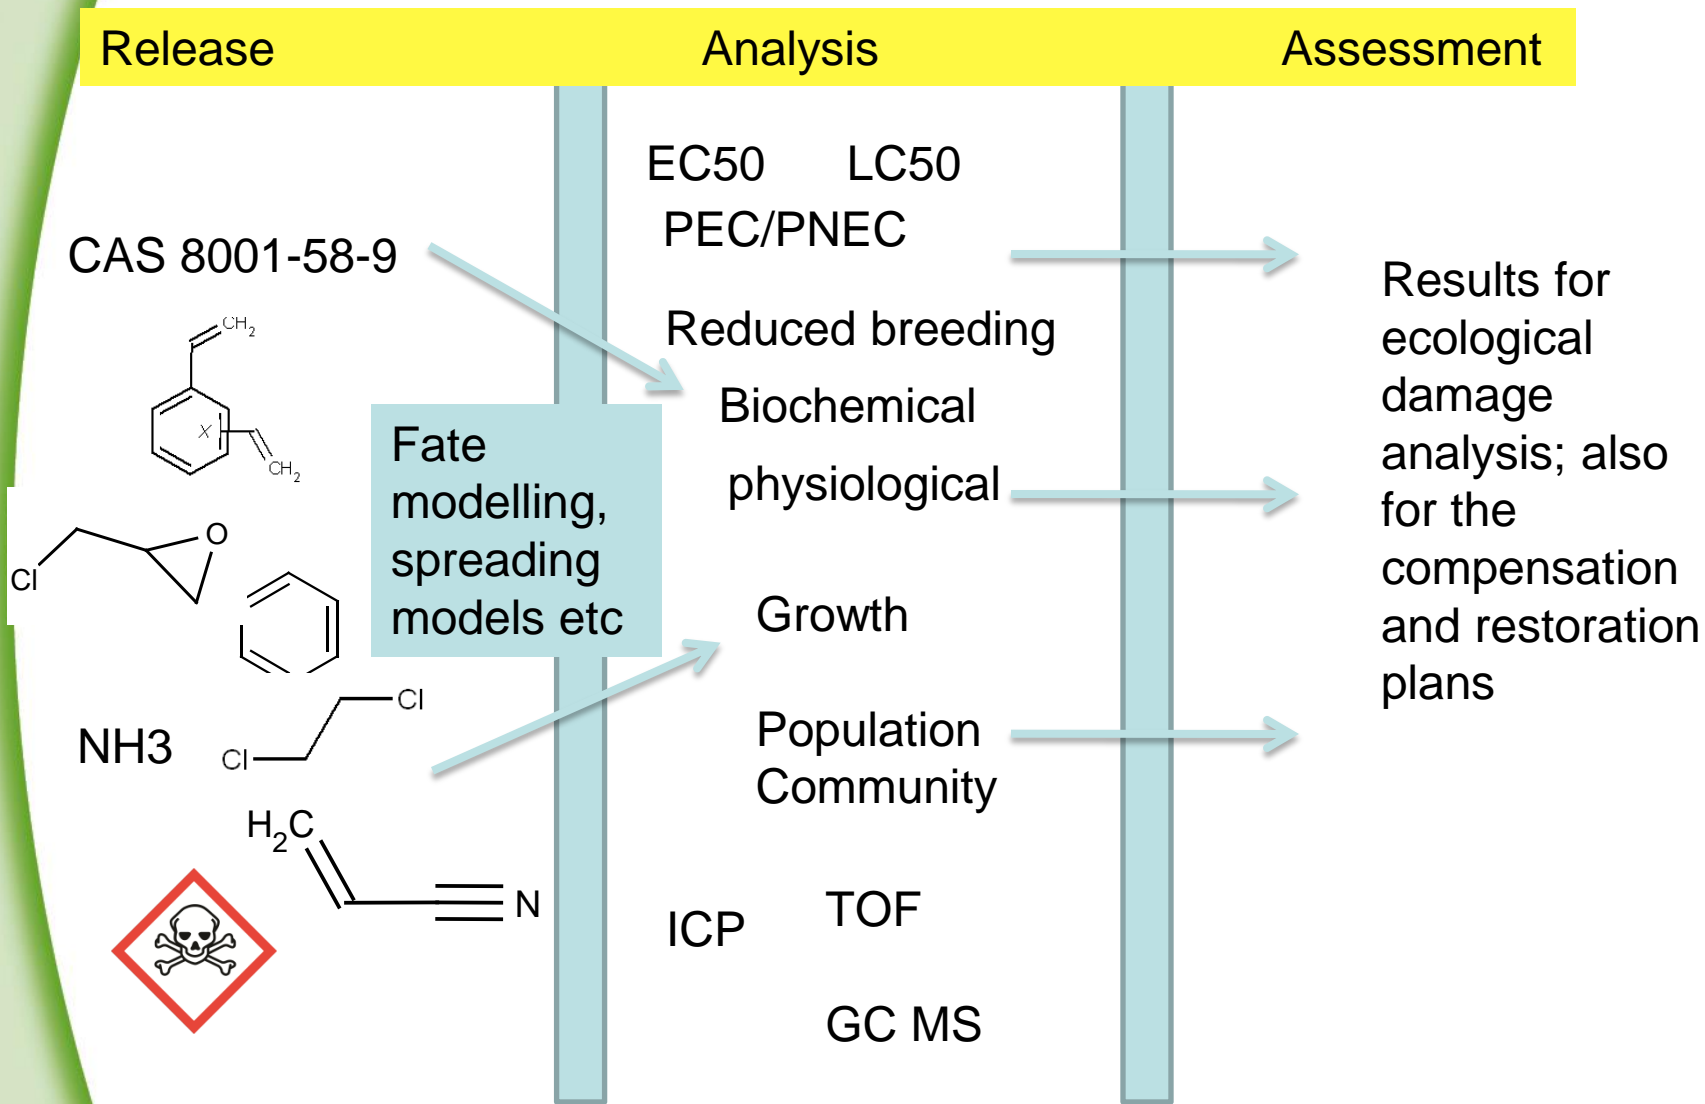 Release Analysis Assessment
CAS 8001-58-9
CH2
X
CH2
O
Cl
Cl
NH3
Cl
H2C
N
Fate
modelling,
spreading
models etc
EC50 LC50
PEC/PNEC
Reduced breeding
Biochemical
physiological
Growth
Population
Community
TOF
ICP
GC MS
Results for
ecological
damage
analysis; also
for the
compensation
and restoration
plans